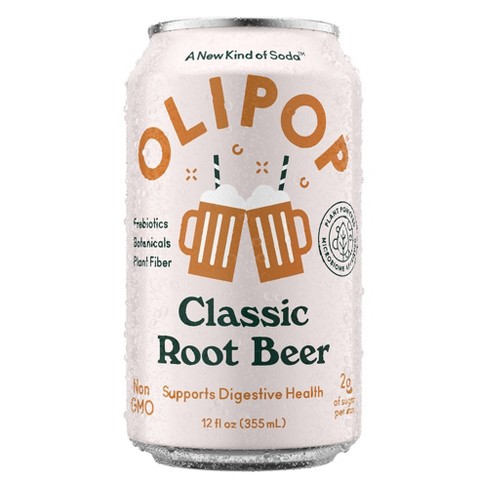 A New Kind of Soda™
OLIPOP
Prebiotics
Botanicals
Plant Fiber
Classic
Root Beer
Non
GMO
Supports Digestive Health
2g
of sugar
12 fl oz (355 mL)